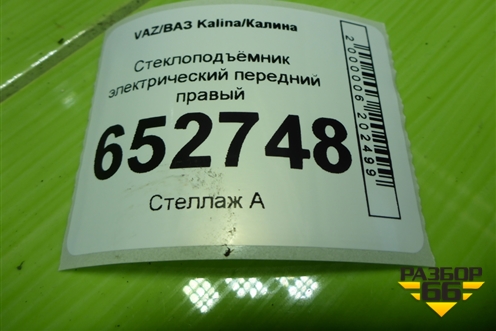 VAZ/ВАЗ Kalina/Калина
Стеклоподъёмник
электрический передний
правый
652748
Стеллаж А
2000006202499
РАЗБОР
66